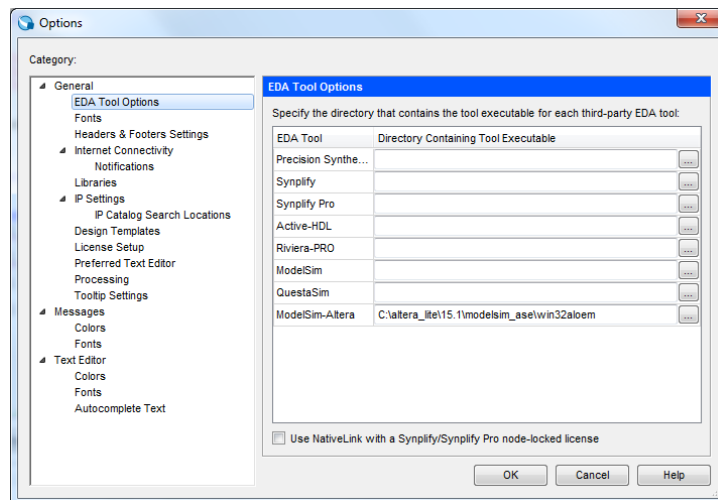 Options
Category:
General
EDA Tool Options
Fonts
Headers & Footers Settings
Internet Connectivity
Notifications
Libraries
IP Settings
IP Catalog Search Locations
Design Templates
License Setup
Preferred Text Editor
Processing
Tooltip Settings
Messages
Colors
Fonts
Text Editor
Colors
Fonts
Autocomplete Text
EDA Tool Options
Specify the directory that contains the tool executable for each third-party EDA tool:
EDA Tool Directory Containing Tool Executable
Precision Synthe... ...
Synplify ...
Synplify Pro ...
Active-HDL ...
Riviera-PRO ...
ModelSim ...
QuestaSim ...
ModelSim-Altera C:\altera_lite\15.1\modelsim_ase\win32aloem ...
Use NativeLink with a Synplify/Synplify Pro node-locked license
OK Cancel Help